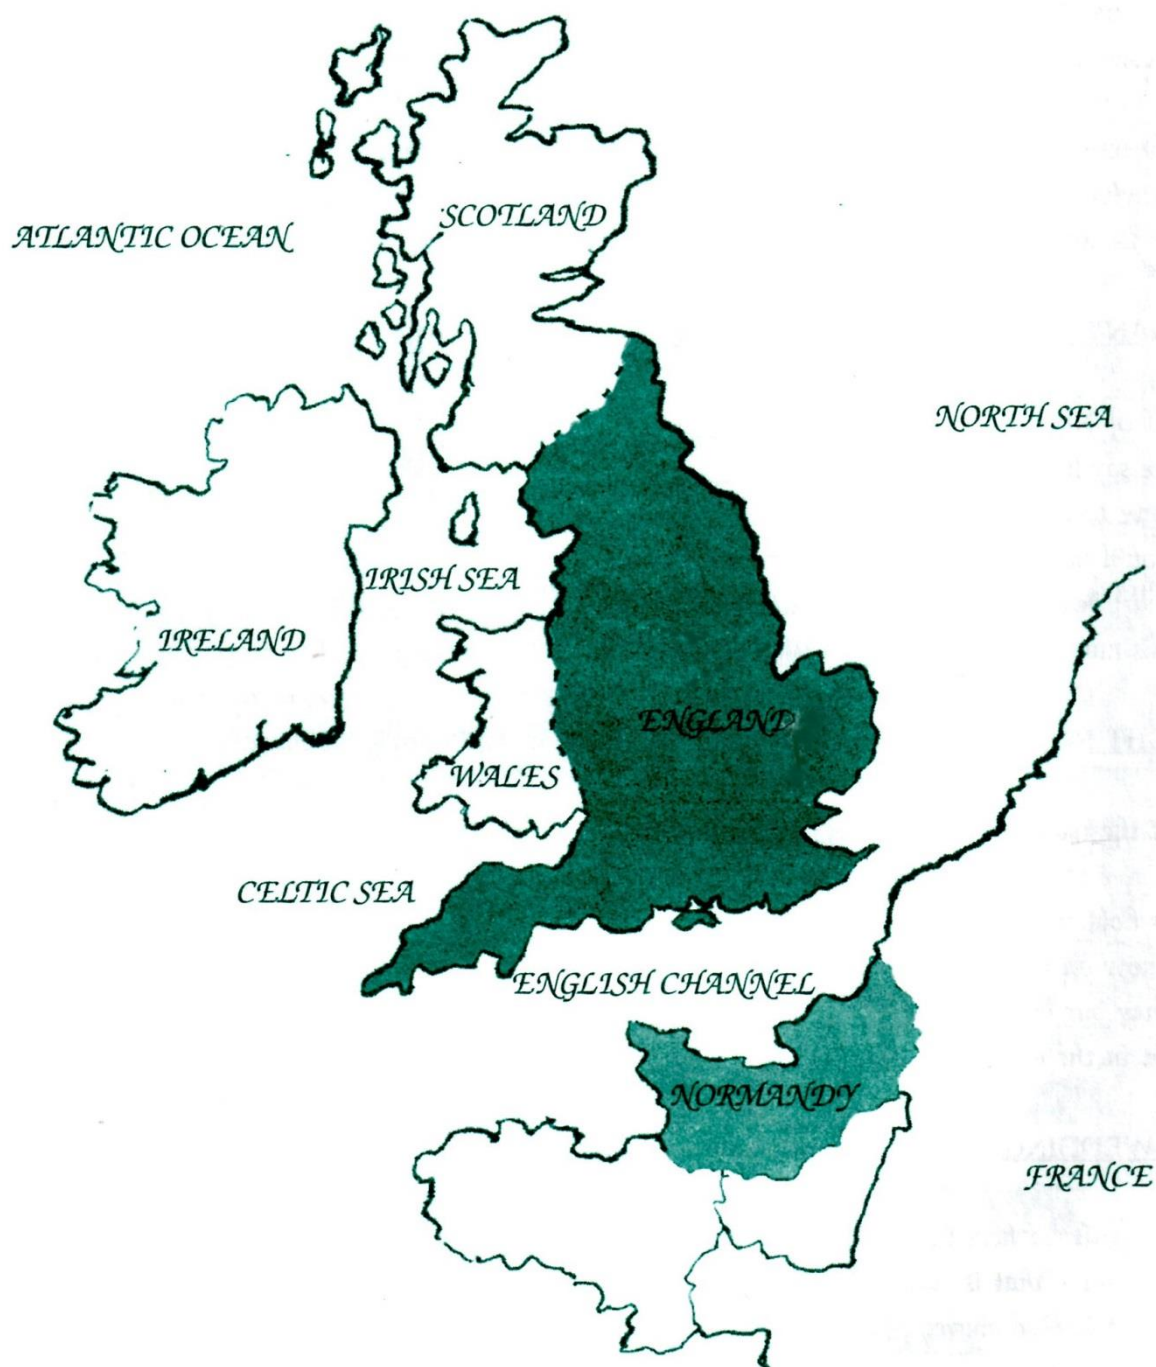 SCOTLAND
ATLANTIC OCEAN
NORTH SEA
IRISH SEA
IRELAND
ENGLAND
WALES
CELTIC SEA
ENGLISH CHANNEL
NORMANDY
FRANCE